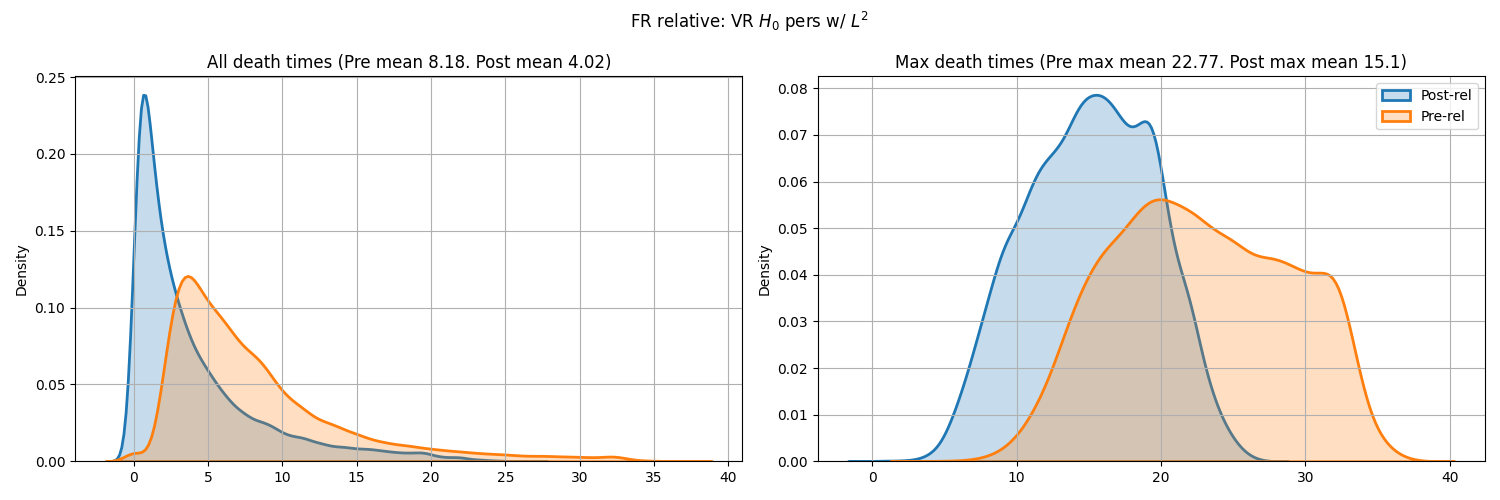 FR relative: VR $H_0$ pers w/ $L^2$
All death times (Pre mean 8.18. Post mean 4.02)
Density
0.25
0.20
0.15
0.10
0.05
0.00
0 5 10 15 20 25 30 35 40
Max death times (Pre max mean 22.77. Post max mean 15.1)
Post-rel
Pre-rel
Density
0.08
0.07
0.06
0.05
0.04
0.03
0.02
0.01
0.00
0 10 20 30 40